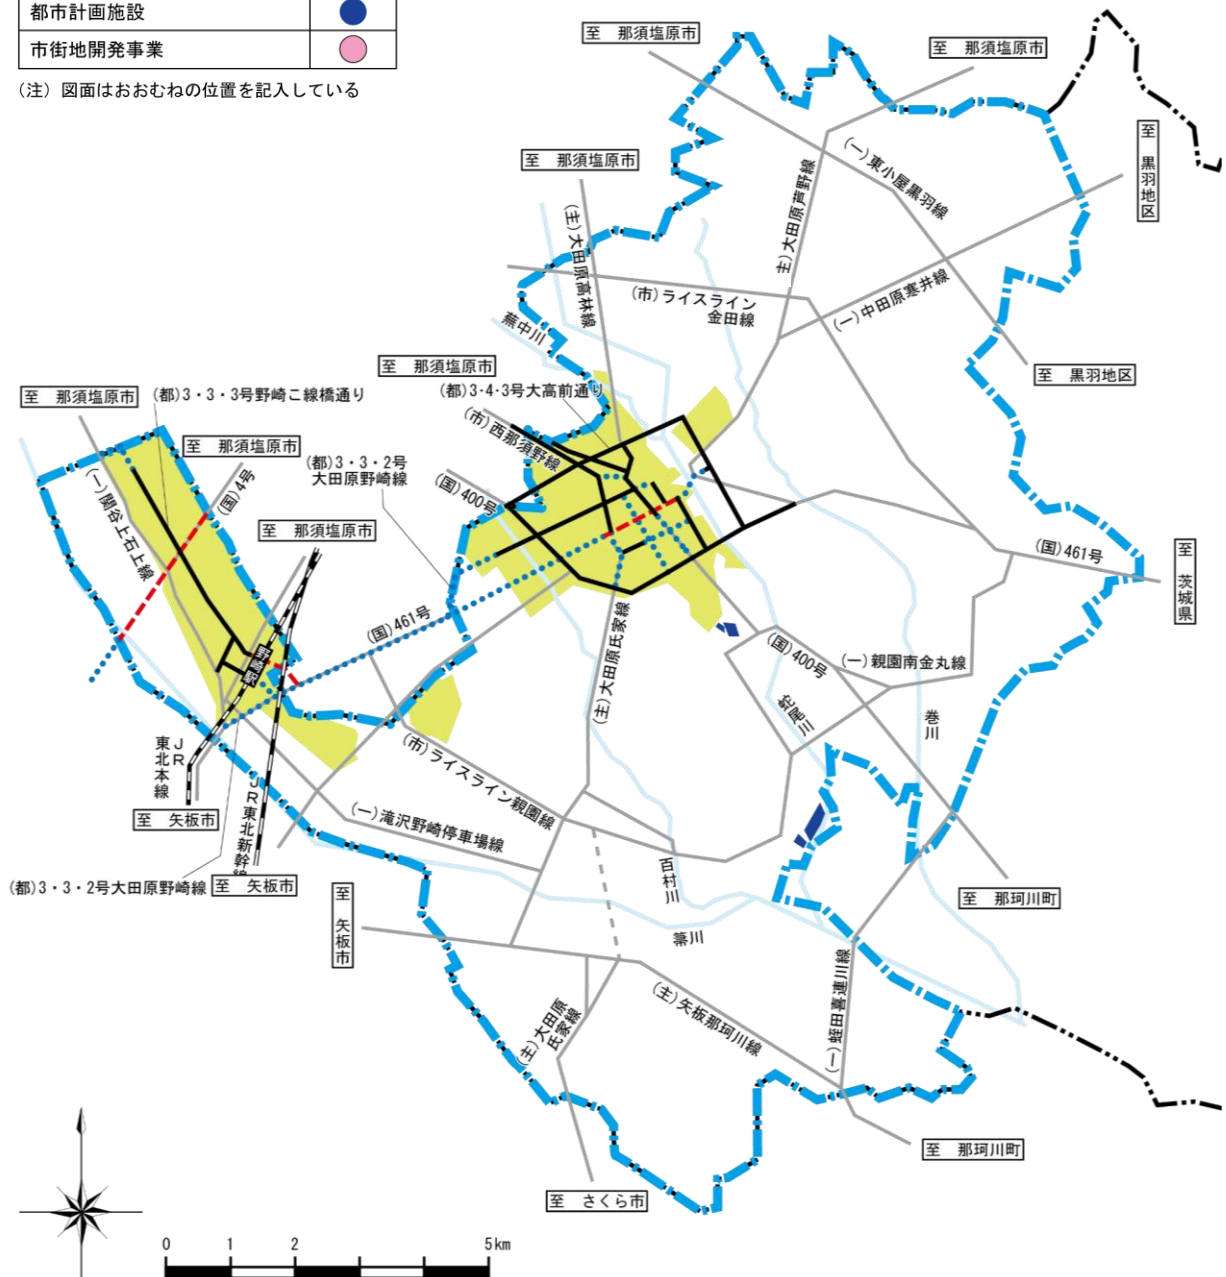 都市計画施設
市街地開発事業
(注) 図面はおおむねの位置を記入している
至 那須塩原市
至 那須塩原市
至 黒羽地区
(一)東小屋黒羽線
至 那須塩原市
主)大田原芦野線
(主)大田原高林線
(市)ライスライン
金田線
(一)中田原寒井線
蕪中川
至 那須塩原市
至 黒羽地区
至 那須塩原市
(都)3・3・3号野崎こ線橋通り
(都)3・4・3号大高前通り
(市)西那須野線
至 那須塩原市
(都)3・3・2号
大田原野崎線
(国)400号
(国)4号
(一)関谷上石上線
至 那須塩原市
(国)461号
至 茨城県
(国)461号
(主)大田原氏家線
(国)400号
(一)親園南金丸線
野崎駅
蛇尾川
巻川
JR
東北本線
(市)ライスライン親園線
JR東北新幹線
至 矢板市
(一)滝沢野崎停車場線
百村川
(都)3・3・2号大田原野崎線
至 矢板市
至 矢板市
至 那珂川町
箒川
(主)矢板那珂川線
(一)蛭田喜連川線
(主)大田原
氏家線
至 那珂川町
至 さくら市
0 1 2 5km